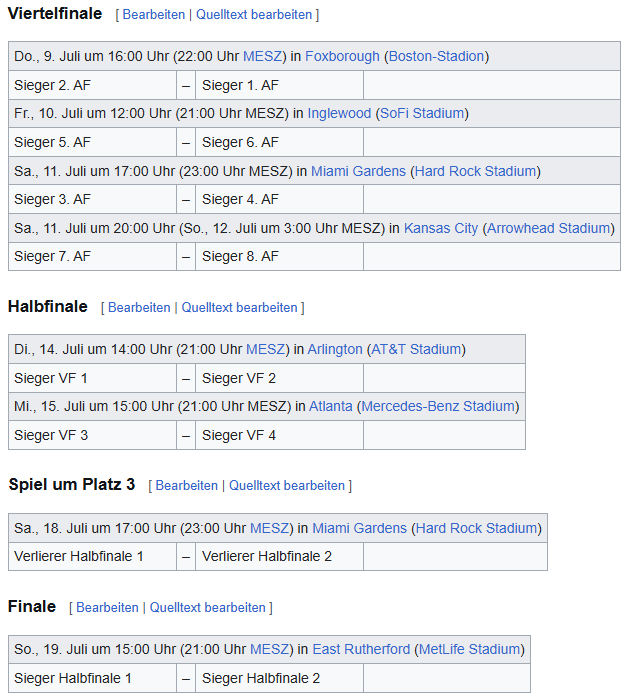 Viertelfinale [ Bearbeiten | Quelltext bearbeiten ]
Do., 9. Juli um 16:00 Uhr (22:00 Uhr MESZ) in Foxborough (Boston-Stadion)
Sieger 2. AF – Sieger 1. AF
Fr., 10. Juli um 12:00 Uhr (21:00 Uhr MESZ) in Inglewood (SoFi Stadium)
Sieger 5. AF – Sieger 6. AF
Sa., 11. Juli um 17:00 Uhr (23:00 Uhr MESZ) in Miami Gardens (Hard Rock Stadium)
Sieger 3. AF – Sieger 4. AF
Sa., 11. Juli um 20:00 Uhr (So., 12. Juli um 3:00 Uhr MESZ) in Kansas City (Arrowhead Stadium)
Sieger 7. AF – Sieger 8. AF
Halbfinale [ Bearbeiten | Quelltext bearbeiten ]
Di., 14. Juli um 14:00 Uhr (21:00 Uhr MESZ) in Arlington (AT&T Stadium)
Sieger VF 1 – Sieger VF 2
Mi., 15. Juli um 15:00 Uhr (21:00 Uhr MESZ) in Atlanta (Mercedes-Benz Stadium)
Sieger VF 3 – Sieger VF 4
Spiel um Platz 3 [ Bearbeiten | Quelltext bearbeiten ]
Sa., 18. Juli um 17:00 Uhr (23:00 Uhr MESZ) in Miami Gardens (Hard Rock Stadium)
Verlierer Halbfinale 1 – Verlierer Halbfinale 2
Finale [ Bearbeiten | Quelltext bearbeiten ]
So., 19. Juli um 15:00 Uhr (21:00 Uhr MESZ) in East Rutherford (MetLife Stadium)
Sieger Halbfinale 1 – Sieger Halbfinale 2